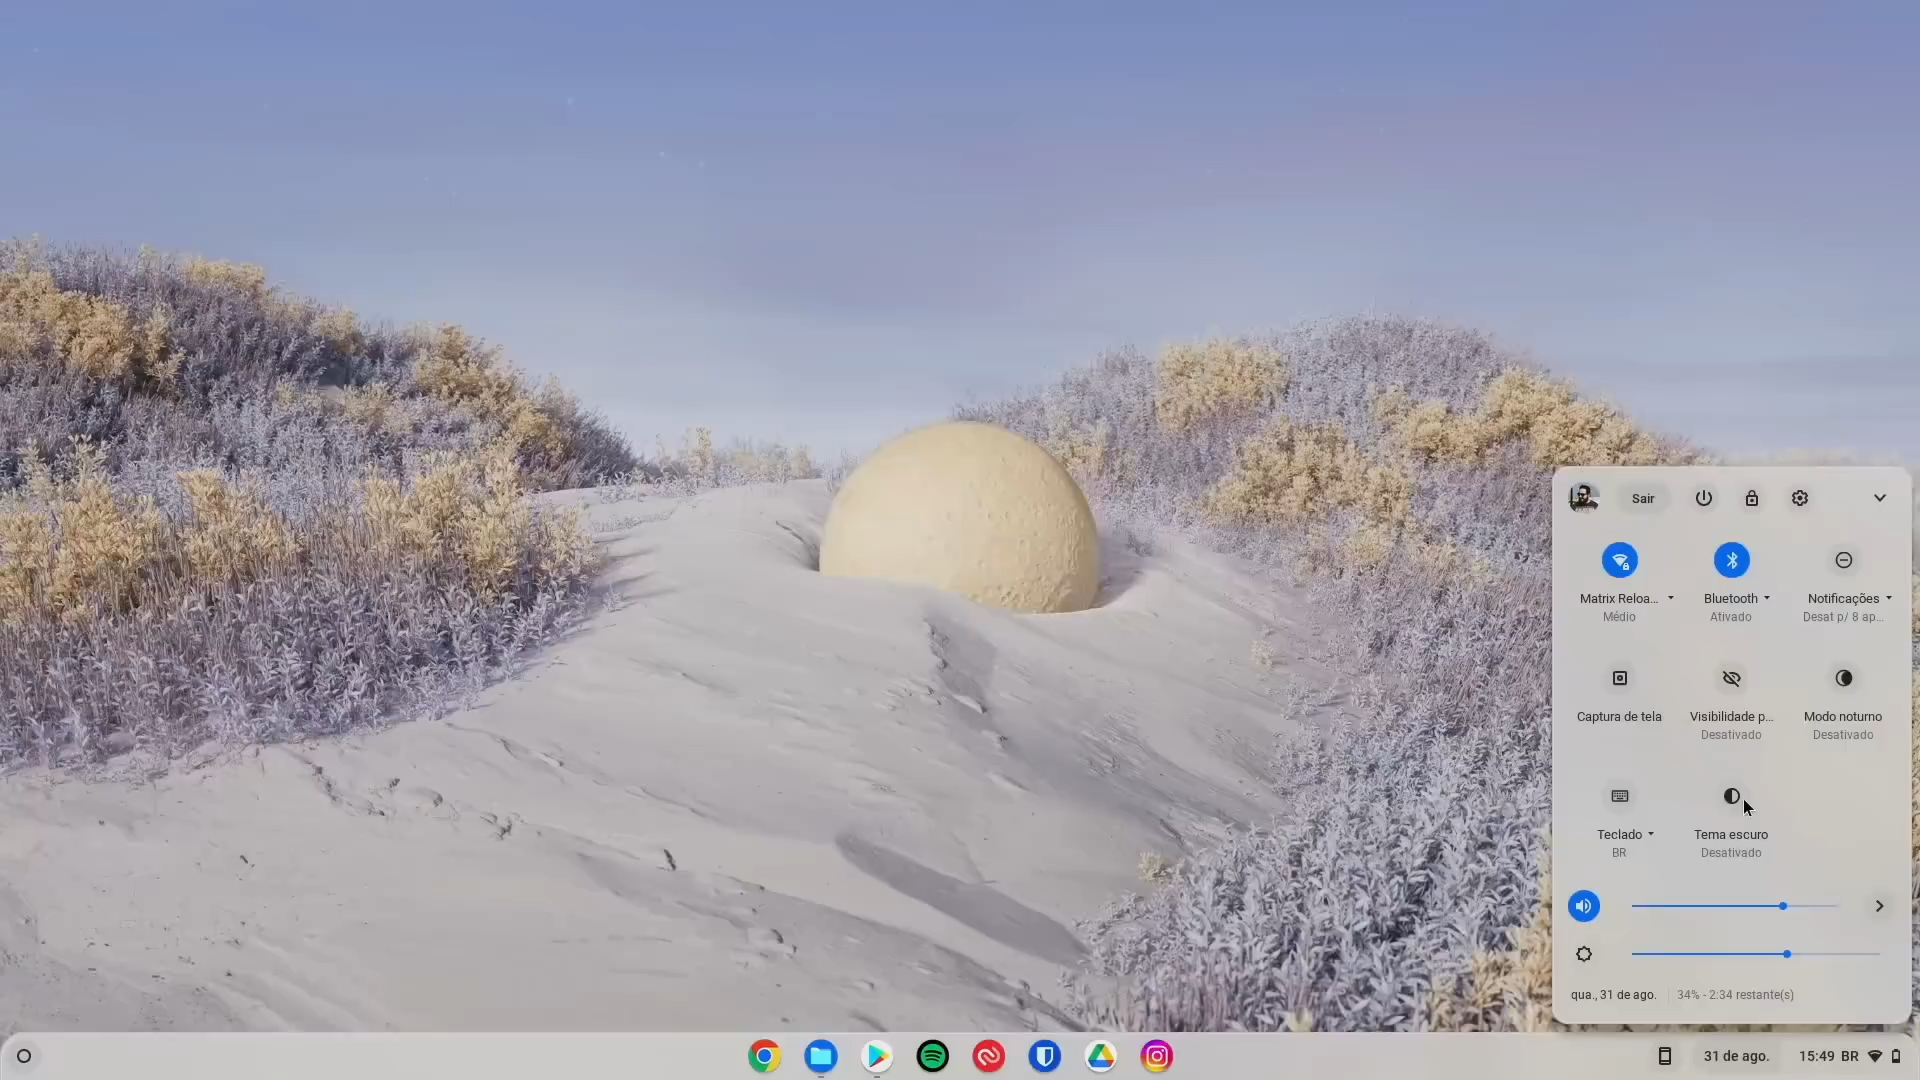 Sair
Matrix Reloa...
Médio
Bluetooth
Ativado
Notificações
Desat p/ 8 ap...
Captura de tela
Visibilidade p...
Desativado
Modo noturno
Desativado
Teclado
BR
Tema escuro
Desativado
qua., 31 de ago.
34% - 2:34 restante(s)
31 de ago.
15:49 BR